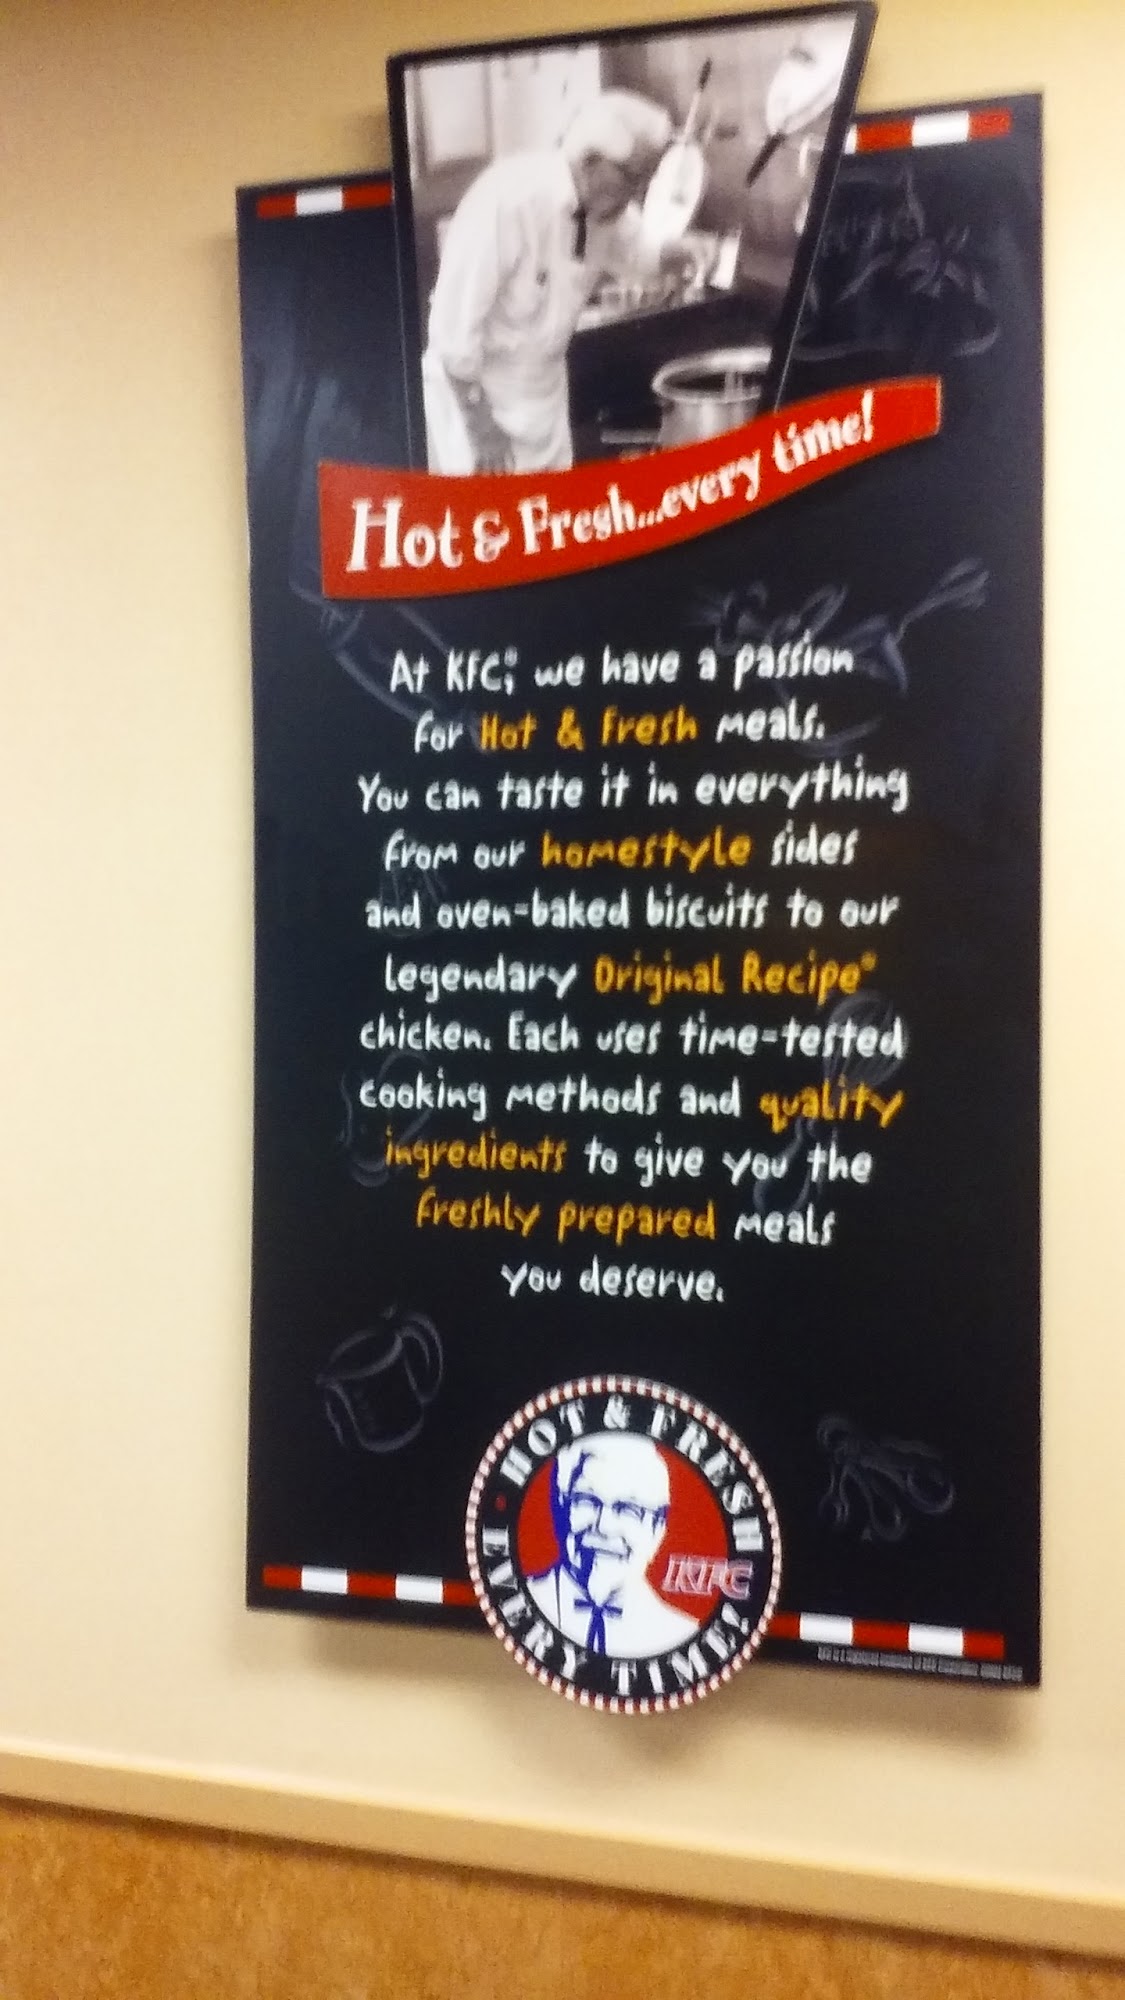 Hot & Fresh...every time!
At KFC®, we have a passion
for Hot & Fresh meals.
You can taste it in everything
from our homestyle sides
and oven-baked biscuits to our
legendary Original Recipe®
chicken. Each uses time-tested
cooking methods and quality
ingredients to give you the
freshly prepared meals
you deserve.
HOT & FRESH
KFC
EVERY TIME!